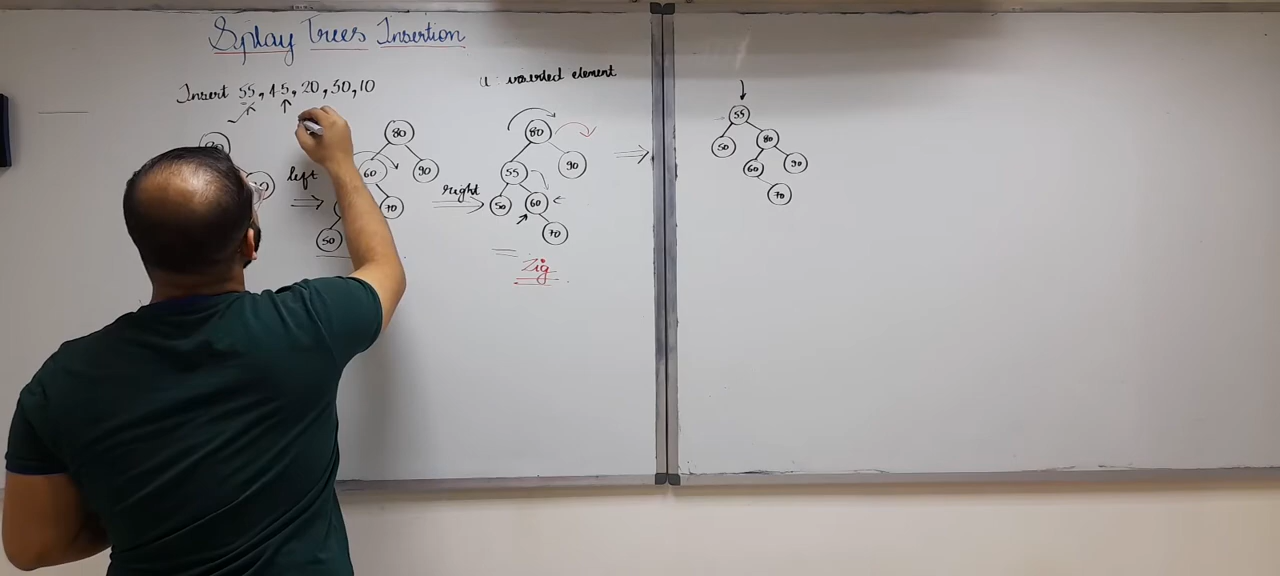 Splay Trees Insertion
Insert 55, 45, 20, 30, 10
: inserted element
80
60
90
70
50
left
right
80
55
90
50
60
70
Zig
55
50
80
60
90
70